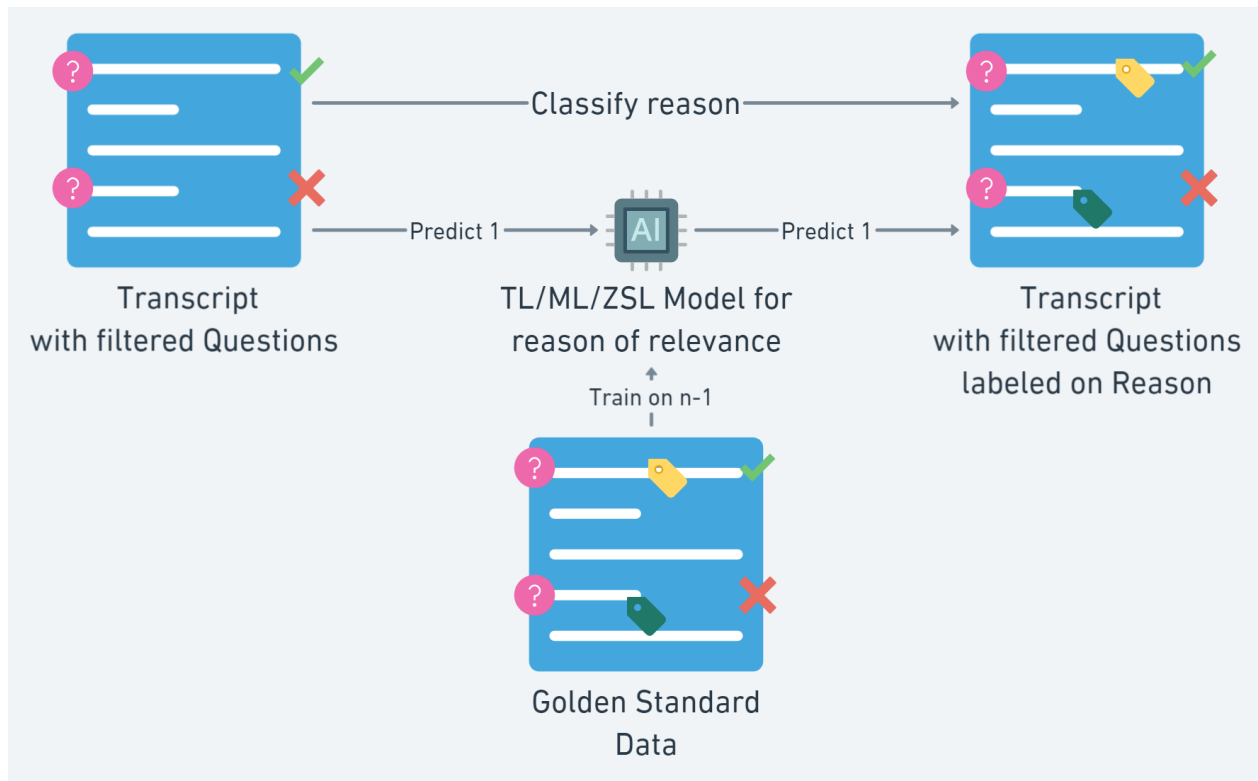 ?
?
Classify reason
?
?
Predict 1
AI
Predict 1
Transcript
with filtered Questions
TL/ML/ZSL Model for
reason of relevance
Transcript
with filtered Questions
labeled on Reason
Train on n-1
?
?
Golden Standard
Data